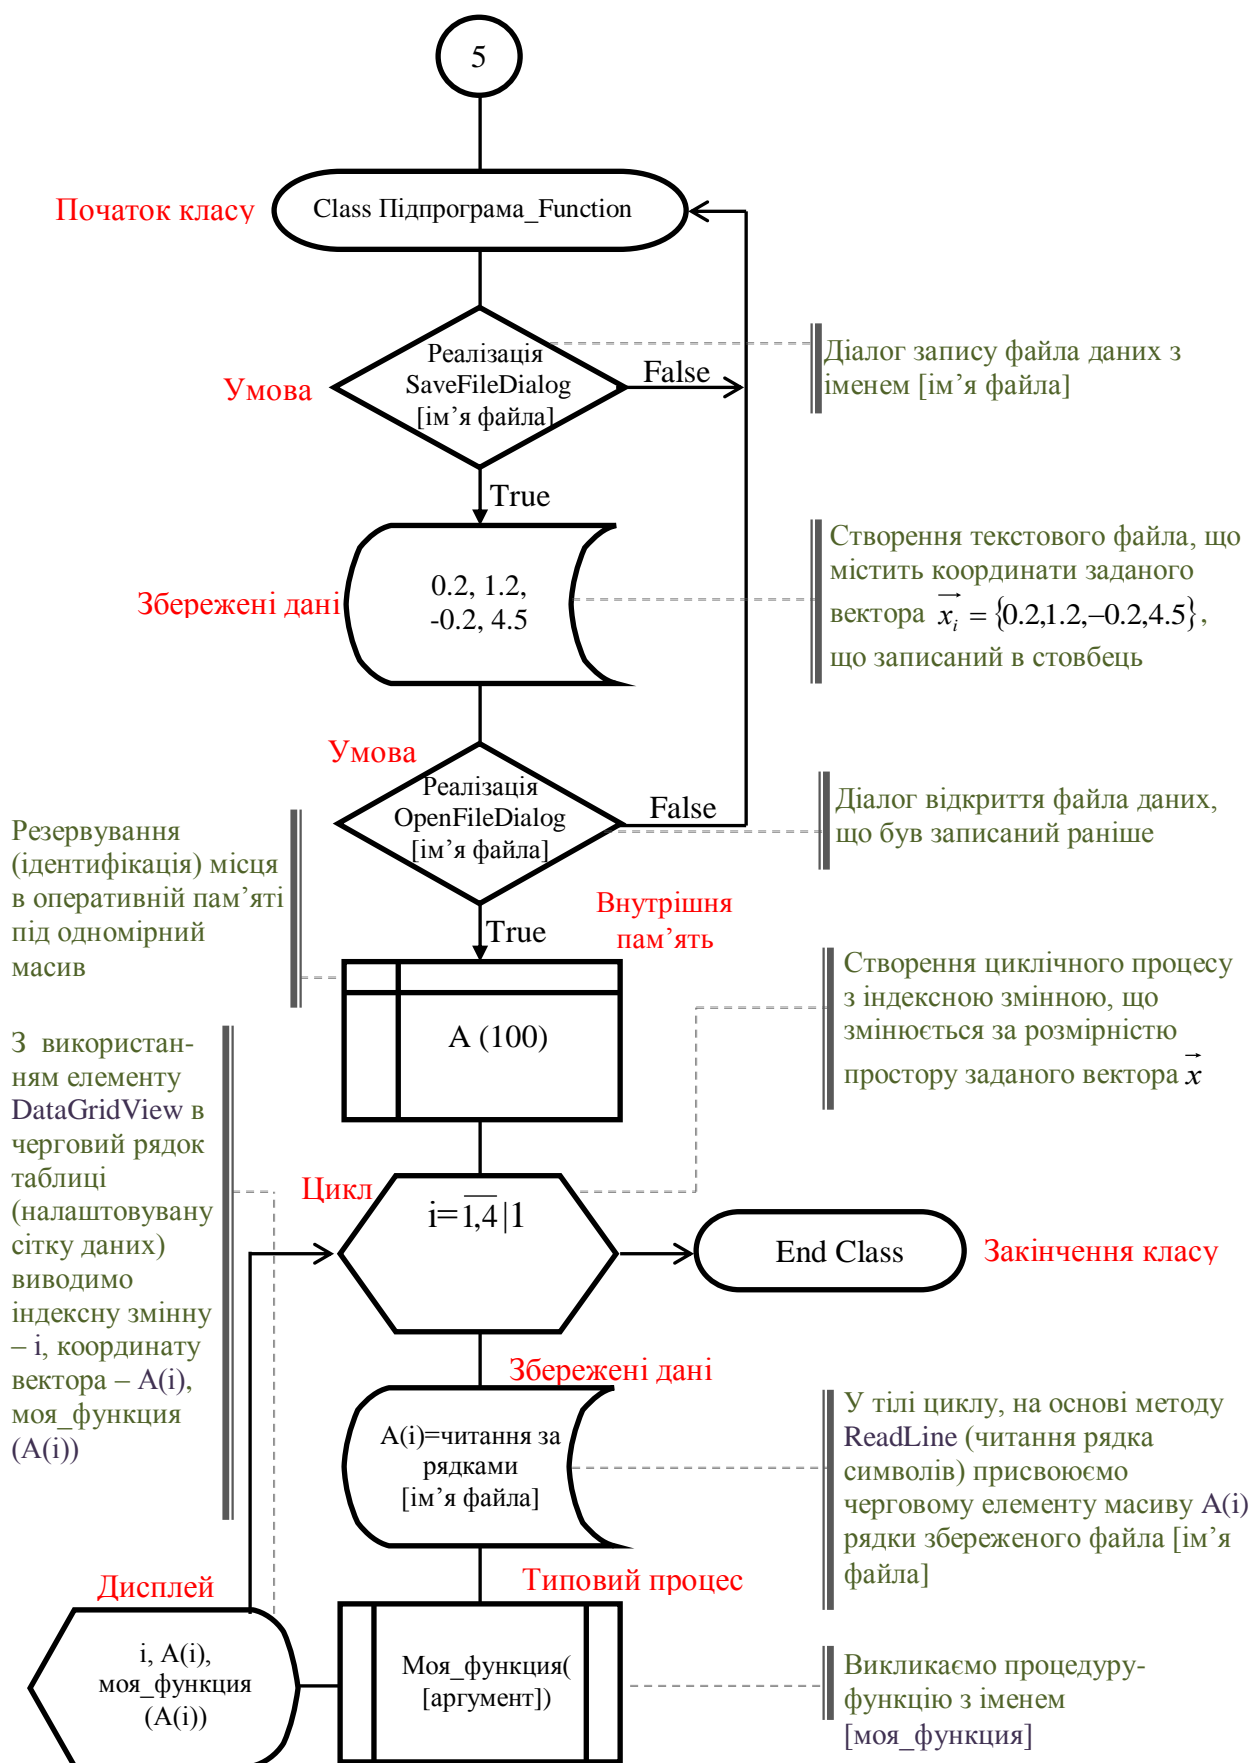 5
Початок класу
Class Підпрограма_Function
Умова
Реалізація
SaveFileDialog
[ім’я файла]
False
Діалог запису файла даних з
іменем [ім’я файла]
True
Збережені дані
0.2, 1.2,
-0.2, 4.5
Створення текстового файла, що
містить координати заданого
вектора x_i = {0.2,1.2,−0.2,4.5},
що записаний в стовбець
Умова
Реалізація
OpenFileDialog
[ім’я файла]
False
Діалог відкриття файла даних,
що був записаний раніше
Резервування
(ідентифікація) місця
в оперативній пам’яті
під одномірний
масив
True
Внутрішня
пам’ять
A (100)
Створення циклічного процесу
з індексною змінною, що
змінюється за розмірністю
простору заданого вектора x
З використан-
ням елементу
DataGridView в
черговий рядок
таблиці
(налаштовувану
сітку даних)
виводимо
індексну змінну
– i, координату
вектора – A(i),
моя_функция
(A(i))
Цикл
i=1,4|1
End Class
Закінчення класу
Збережені дані
A(i)=читання за
рядками
[ім’я файла]
У тілі циклу, на основі методу
ReadLine (читання рядка
символів) присвоюємо
черговому елементу масиву A(i)
рядки збереженого файла [ім’я
файла]
Дисплей
i, A(i),
моя_функция
(A(i))
Типовий процес
Моя_функция(
[аргумент])
Викликаємо процедуру-
функцію з іменем
[моя_функция]